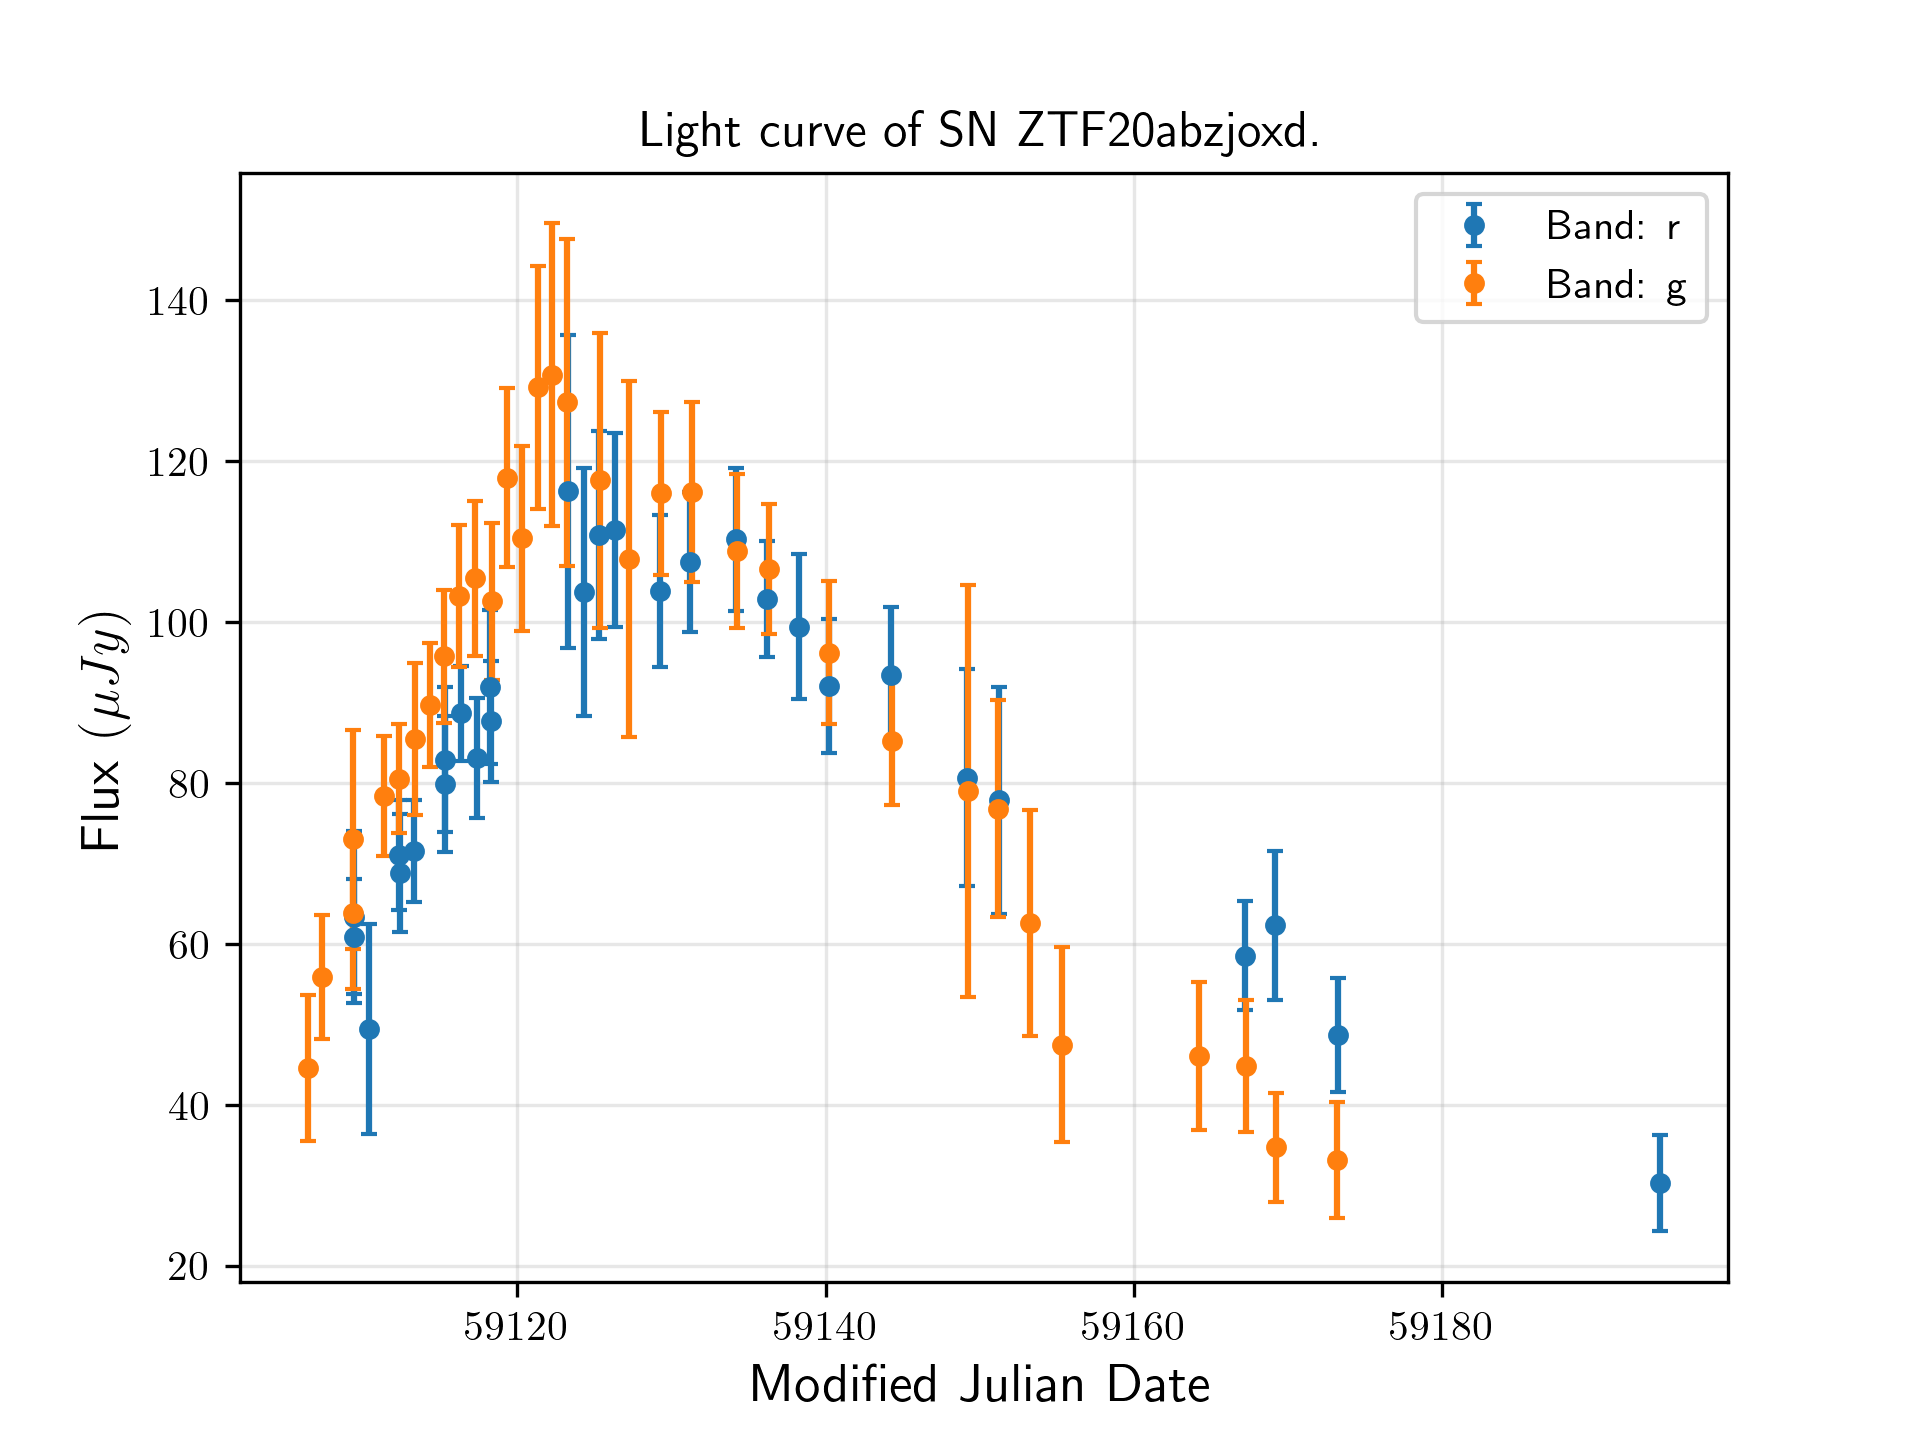 Light curve of SN ZTF20abzjoxd.
Band: r
Band: g
140
120
100
80
60
40
20
Flux (μJy)
59120 59140 59160 59180
Modified Julian Date